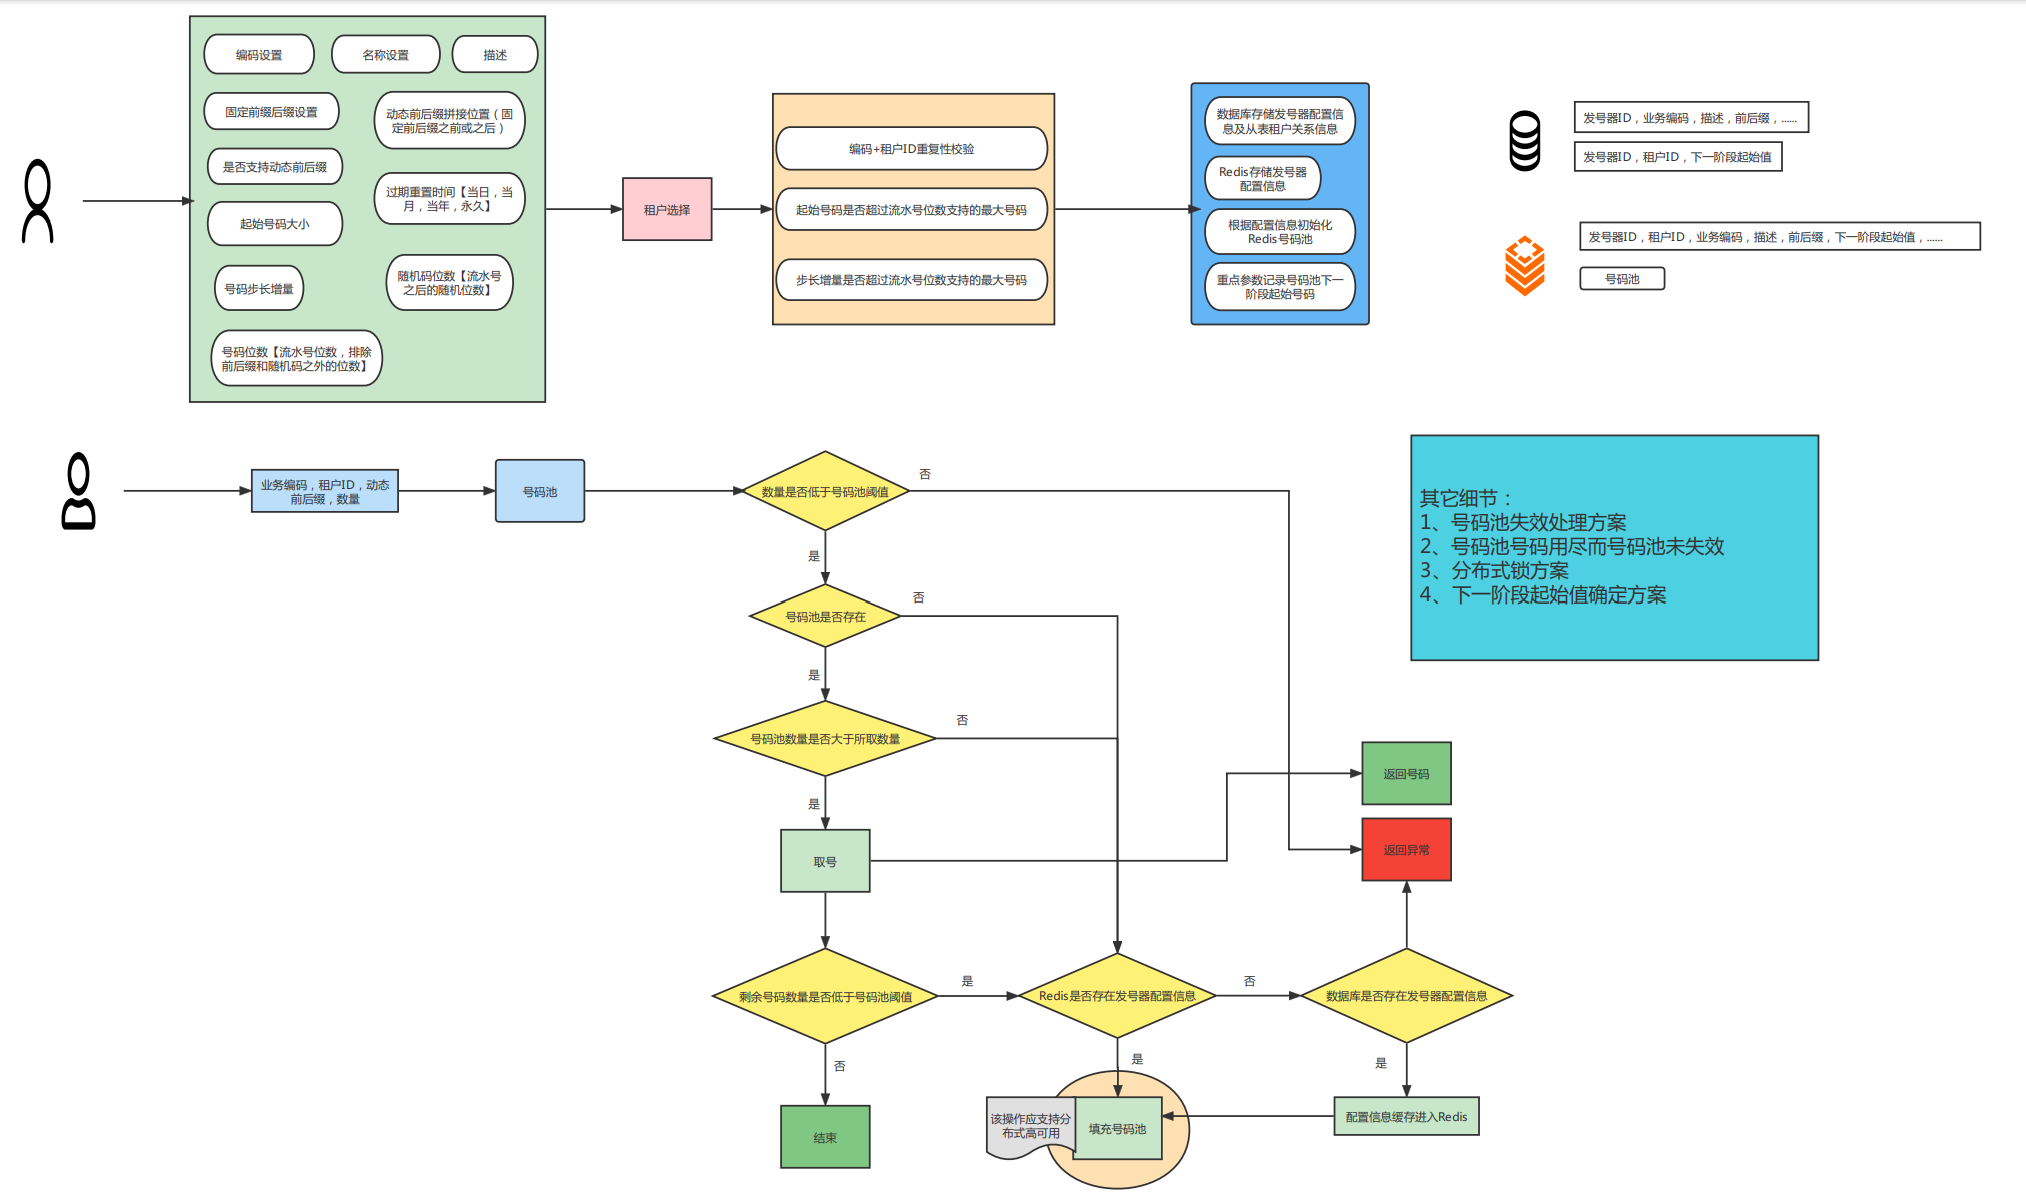 编码设置
名称设置
描述
固定前缀后缀设置
动态前后缀拼接位置（固
定前后缀之前或之后）
是否支持动态前后缀
过期重置时间【当日，当
月，当年，永久】
起始号码大小
号码步长增量
随机码位数【流水号
之后的随机位数】
号码位数【流水号位数，排除
前后缀和随机码之外的位数】
租户选择
编码+租户ID重复性校验
起始号码是否超过流水号位数支持的最大号码
步长增量是否超过流水号位数支持的最大号码
数据库存储发号器配置信
息及从表租户关系信息
Redis存储发号器
配置信息
根据配置信息初始化
Redis号码池
重点参数记录号码池下一
阶段起始号码
发号器ID，业务编码，描述，前后缀，......
发号器ID，租户ID，下一阶段起始值
发号器ID，租户ID，业务编码，描述，前后缀，下一阶段起始值，......
号码池
业务编码，租户ID，动态
前后缀，数量
号码池
数量是否低于号码池阈值
否
是
号码池是否存在
否
是
号码池数量是否大于所取数量
否
是
取号
返回号码
返回异常
剩余号码数量是否低于号码池阈值
是
Redis是否存在发号器配置信息
否
数据库是否存在发号器配置信息
否
是
是
结束
该操作应支持分
布式高可用
填充号码池
配置信息缓存进入Redis
其它细节：
1、号码池失效处理方案
2、号码池号码用尽而号码池未失效
3、分布式锁方案
4、下一阶段起始值确定方案